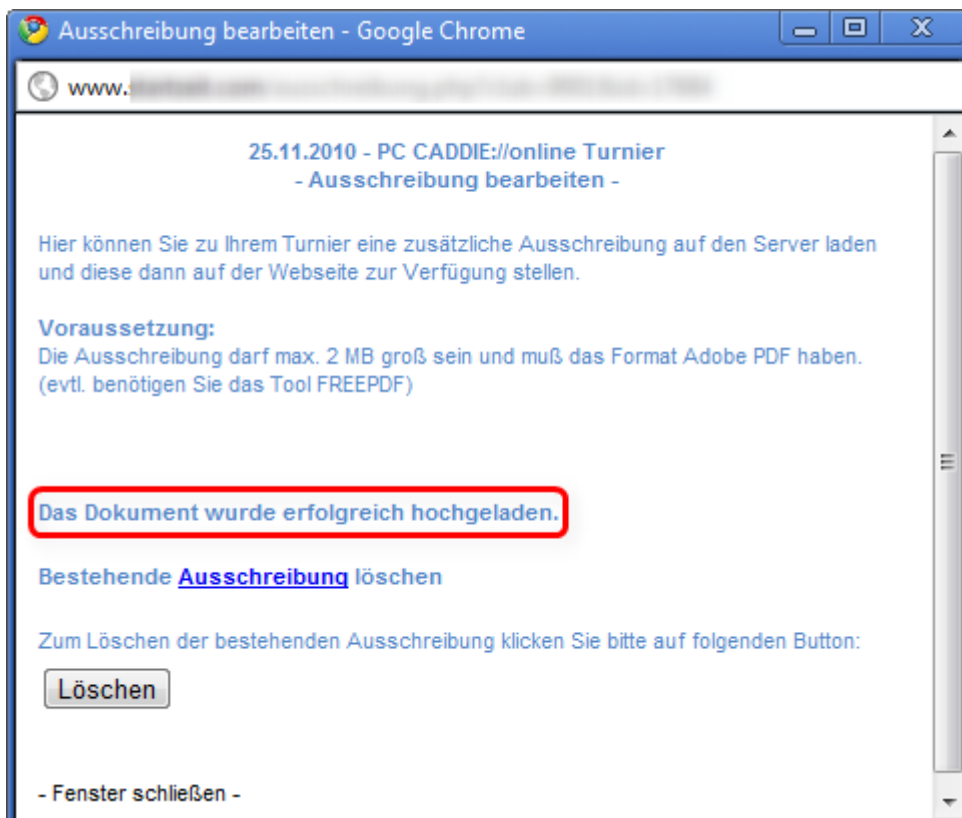 Ausschreibung bearbeiten - Google Chrome
www.
25.11.2010 - PC CADDIE://online Turnier
- Ausschreibung bearbeiten -
Hier können Sie zu Ihrem Turnier eine zusätzliche Ausschreibung auf den Server laden
und diese dann auf der Webseite zur Verfügung stellen.
Voraussetzung:
Die Ausschreibung darf max. 2 MB groß sein und muß das Format Adobe PDF haben.
(evtl. benötigen Sie das Tool FREEPDF)
Das Dokument wurde erfolgreich hochgeladen.
Bestehende Ausschreibung löschen
Zum Löschen der bestehenden Ausschreibung klicken Sie bitte auf folgenden Button:
Löschen
- Fenster schließen -